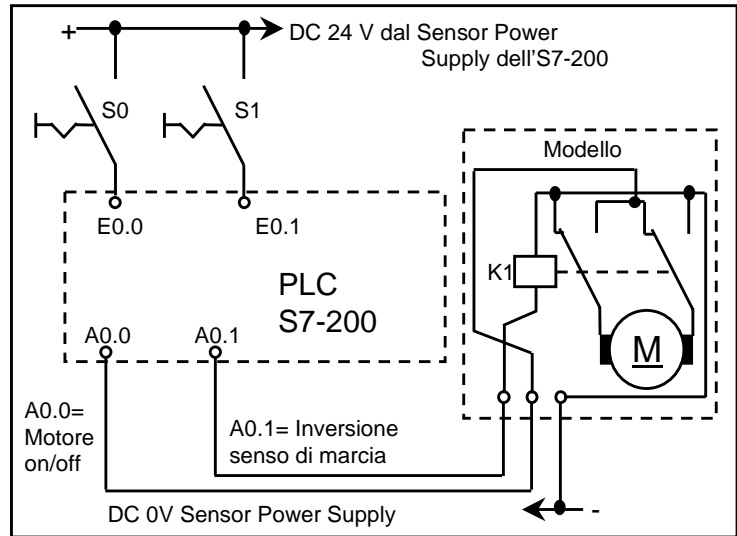 +
DC 24 V dal Sensor Power
Supply dell'S7-200
S0
S1
Modello
E0.0
E0.1
K1
PLC
S7-200
A0.0
A0.1
M
A0.0=
Motore
on/off
A0.1= Inversione
senso di marcia
DC 0V Sensor Power Supply
-